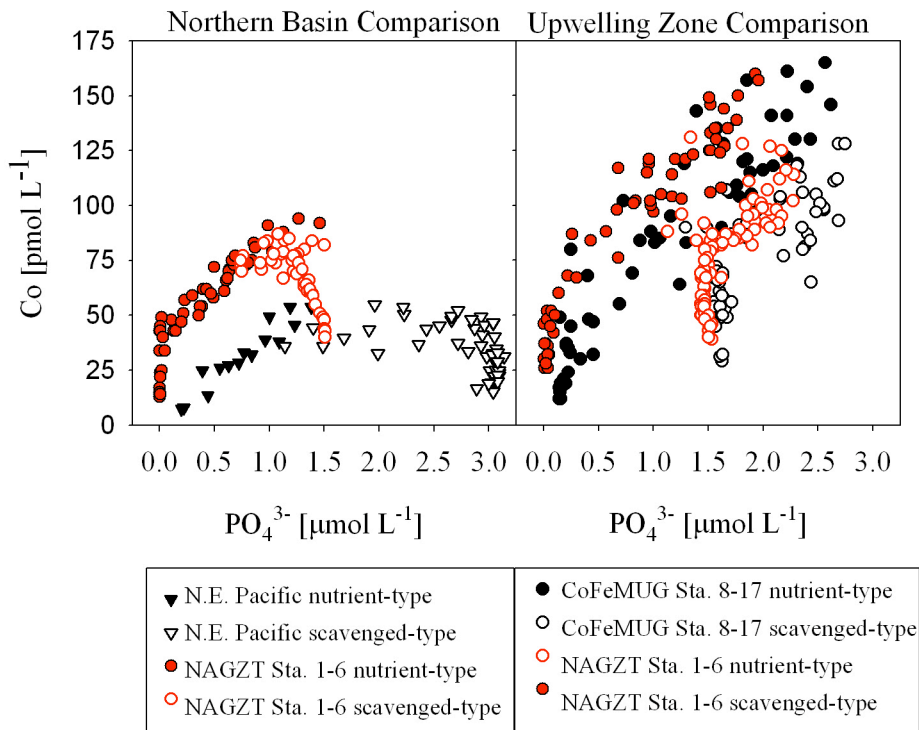 Northern Basin Comparison
Upwelling Zone Comparison
175
150
125
100
75
50
25
0
Co [pmol L⁻¹]
0.0 0.5 1.0 1.5 2.0 2.5 3.0
0.0 0.5 1.0 1.5 2.0 2.5 3.0
PO₄³⁻ [µmol L⁻¹]
PO₄³⁻ [µmol L⁻¹]
N.E. Pacific nutrient-type
N.E. Pacific scavenged-type
NAGZT Sta. 1-6 nutrient-type
NAGZT Sta. 1-6 scavenged-type
CoFeMUG Sta. 8-17 nutrient-type
CoFeMUG Sta. 8-17 scavenged-type
NAGZT Sta. 1-6 nutrient-type
NAGZT Sta. 1-6 scavenged-type